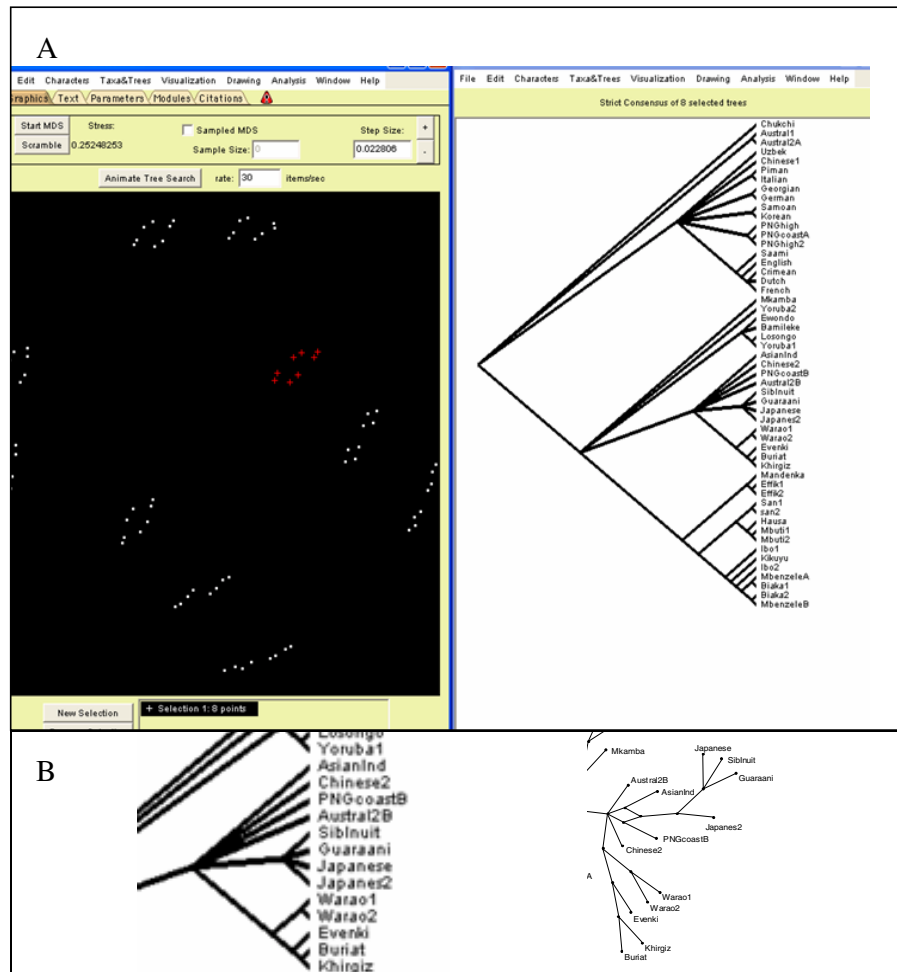 A
Edit Characters Taxa&Trees Visualization Drawing Analysis Window Help
Graphics Text Parameters Modules Citations
Start MDS Stress: Sampled MDS Step Size: +
Scramble 0.25248253 Sample Size: 0 0.022806 -
Animate Tree Search rate: 30 items/sec
New Selection + Selection 1: 8 points
File Edit Characters Taxa&Trees Visualization Drawing Analysis Window Help
Strict Consensus of 8 selected trees
Chukchi
Austral1
Austral2A
Uzbek
Chinese1
Piman
Italian
Georgian
German
Samoan
Korean
PNGhigh
PNGcoastA
PNGhigh2
Saami
English
Crimean
Dutch
French
Mkamba
Yoruba2
Ewondo
Bamileke
Losongo
Yoruba1
AsianInd
Chinese2
PNGcoastB
Austral2B
SibInuit
Guaraani
Japanese
Japanes2
Warao1
Warao2
Evenki
Buriat
Khirgiz
Mandenka
Effik1
Effik2
San1
san2
Hausa
Mbuti1
Mbuti2
Ibo1
Kikuyu
Ibo2
MbenzeleA
Biaka1
Biaka2
MbenzeleB
B
Losongo
Yoruba1
AsianInd
Chinese2
PNGcoastB
Austral2B
SibInuit
Guaraani
Japanese
Japanes2
Warao1
Warao2
Evenki
Buriat
Khirgiz
Mkamba
Japanese
SibInuit
Guaraani
Austral2B
AsianInd
Japanes2
PNGcoastB
Chinese2
A
Warao1
Warao2
Evenki
Khirgiz
Buriat